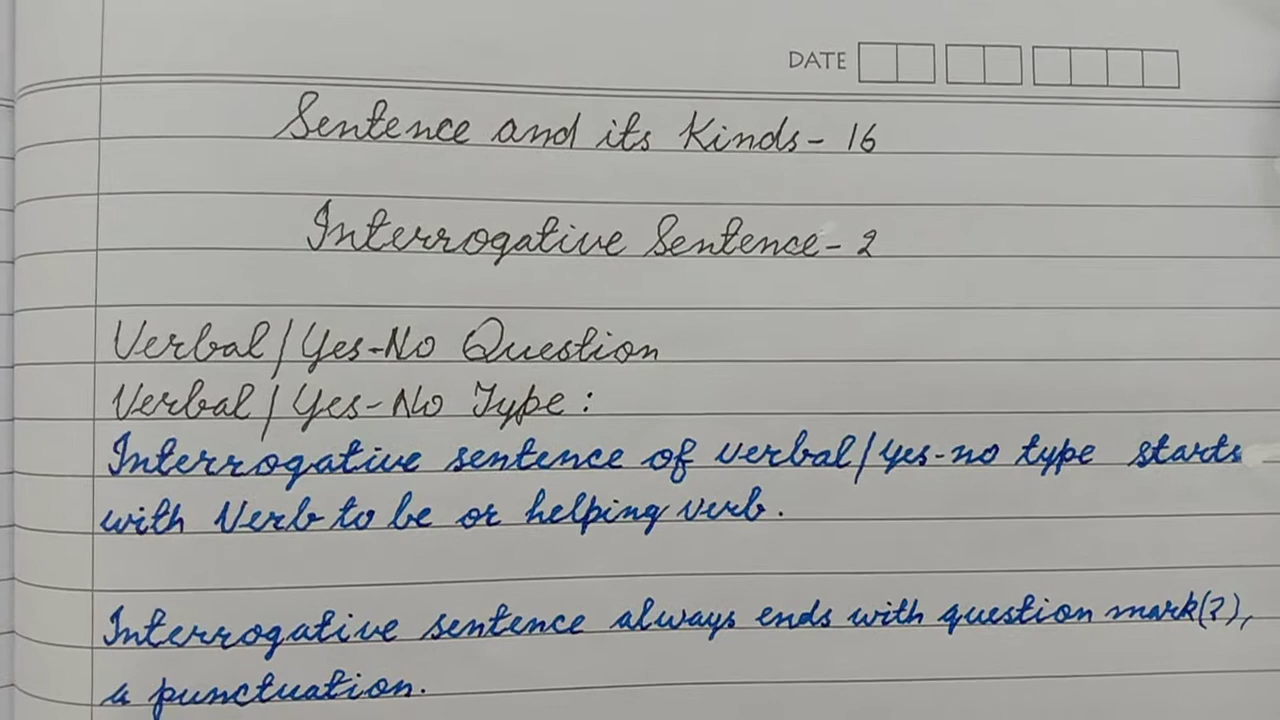 DATE
Sentence and its Kinds - 16
Interrogative Sentence - 2
Verbal / Yes-No Question
Verbal / Yes-No Type :
Interrogative sentence of verbal/yes-no type starts
with Verb to be or helping verb.
Interrogative sentence always ends with question mark(?),
a punctuation.